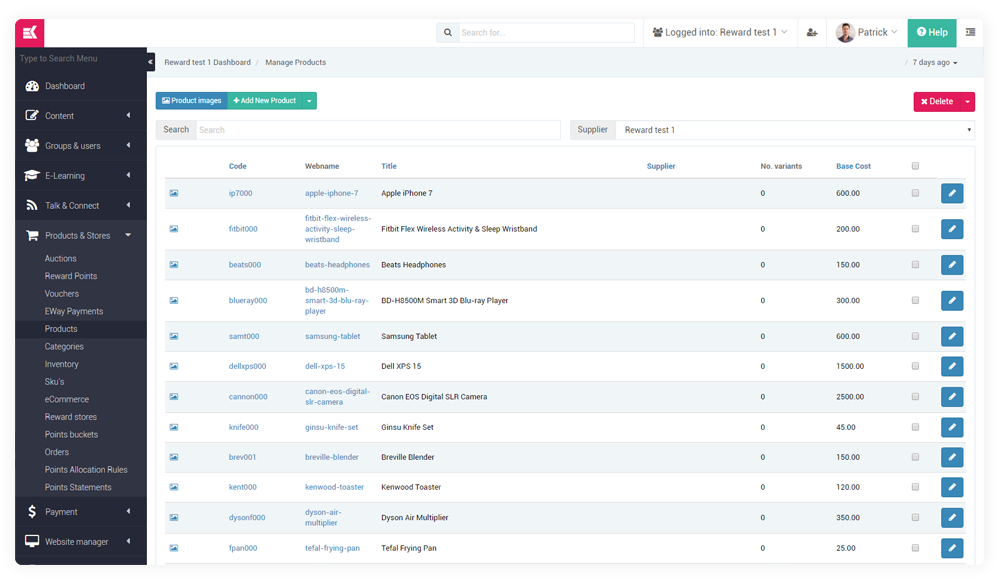 Search for...
Logged into: Reward test 1
Patrick
Help
Type to Search Menu
Reward test 1 Dashboard / Manage Products
/ 7 days ago
Dashboard
Content
Groups & users
E-Learning
Talk & Connect
Products & Stores
Auctions
Reward Points
Vouchers
EWay Payments
Products
Categories
Inventory
Sku's
eCommerce
Reward stores
Points buckets
Orders
Points Allocation Rules
Points Statements
Payment
Website manager
Product images
Add New Product
Delete
Search Search
Supplier Reward test 1
Code Webname Title Supplier No. variants Base Cost
ip7000 apple-iphone-7 Apple iPhone 7 0 600.00
fitbit-flex-wireless-
fitbit000 activity-sleep- Fitbit Flex Wireless Activity & Sleep Wristband 0 200.00
wristband
beats000 beats-headphones Beats Headphones 0 150.00
bd-h8500m-
blueray000 smart-3d-blu-ray- BD-H8500M Smart 3D Blu-ray Player 0 300.00
player
samt000 samsung-tablet Samsung Tablet 0 600.00
dellxps000 dell-xps-15 Dell XPS 15 0 1500.00
canon-eos-digital-
cannon000 slr-camera Canon EOS Digital SLR Camera 0 2500.00
knife000 ginsu-knife-set Ginsu Knife Set 0 45.00
brev001 breville-blender Breville Blender 0 150.00
kent000 kenwood-toaster Kenwood Toaster 0 120.00
dyson-air-
dysonf000 multiplier Dyson Air Multiplier 0 350.00
fpan000 tefal-frying-pan Tefal Frying Pan 0 25.00